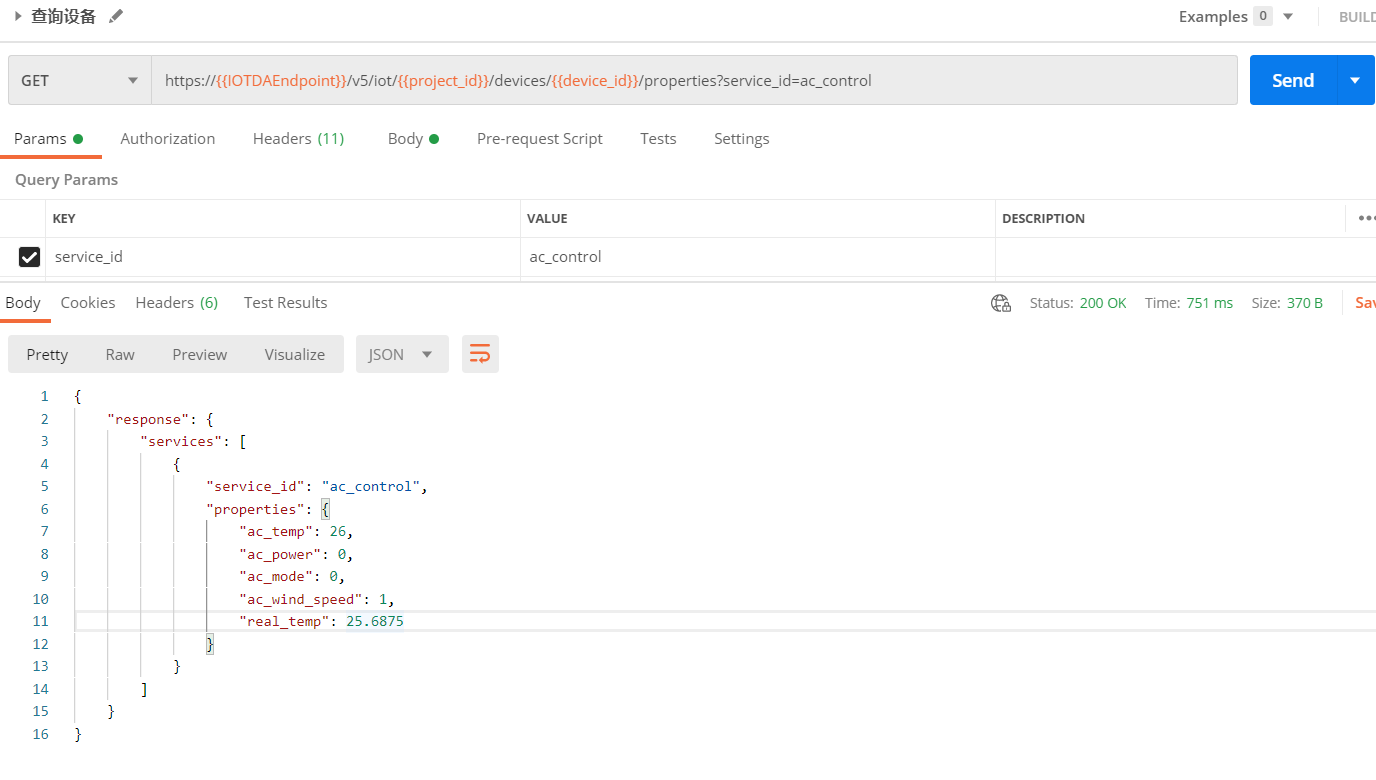 查询设备
Examples 0
BUILD
GET
https://{{IOTDAEndpoint}}/v5/iot/{{project_id}}/devices/{{device_id}}/properties?service_id=ac_control
Send
Params Authorization Headers (11) Body Pre-request Script Tests Settings
Query Params
KEY VALUE DESCRIPTION
service_id ac_control
Body Cookies Headers (6) Test Results Status: 200 OK Time: 751 ms Size: 370 B Sav
Pretty Raw Preview Visualize JSON
1 {
2 "response": {
3 "services": [
4 {
5 "service_id": "ac_control",
6 "properties": {
7 "ac_temp": 26,
8 "ac_power": 0,
9 "ac_mode": 0,
10 "ac_wind_speed": 1,
11 "real_temp": 25.6875
12 }
13 }
14 ]
15 }
16 }